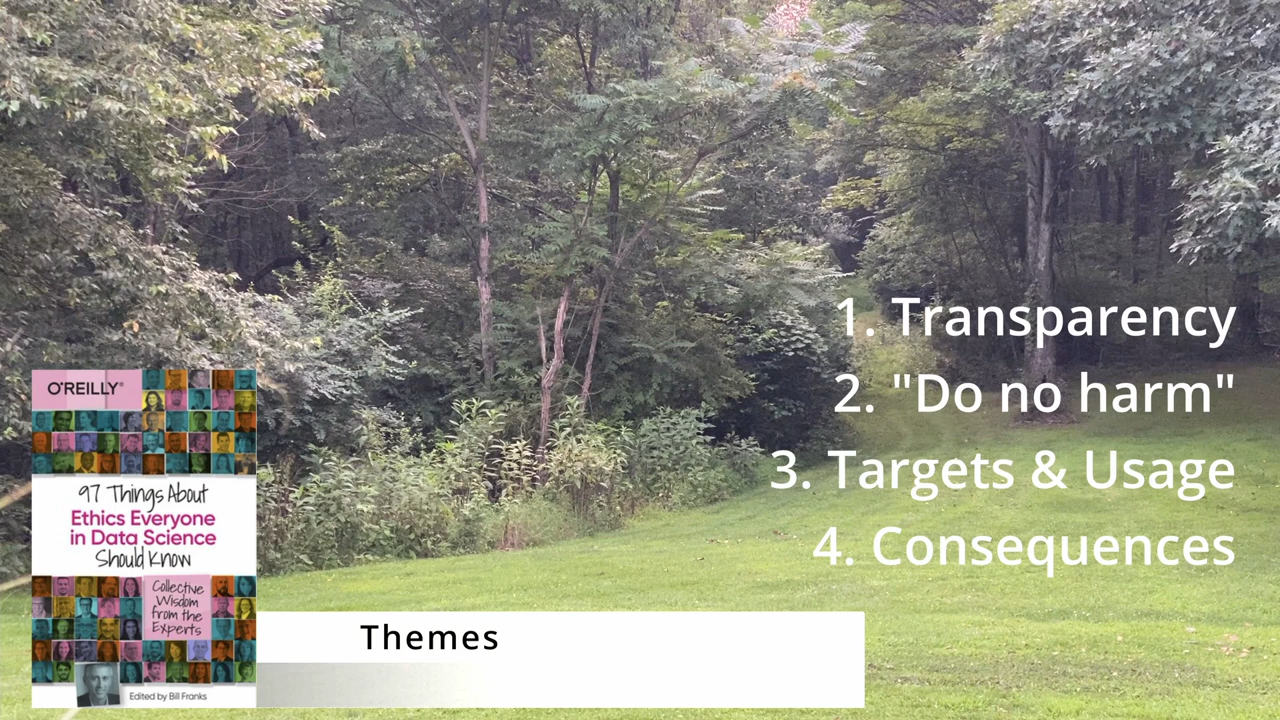 1. Transparency
2. "Do no harm"
3. Targets & Usage
4. Consequences
O'REILLY®
97 Things About
Ethics Everyone
in Data Science
Should Know
Collective
Wisdom
from the
Experts
Edited by Bill Franks
Themes